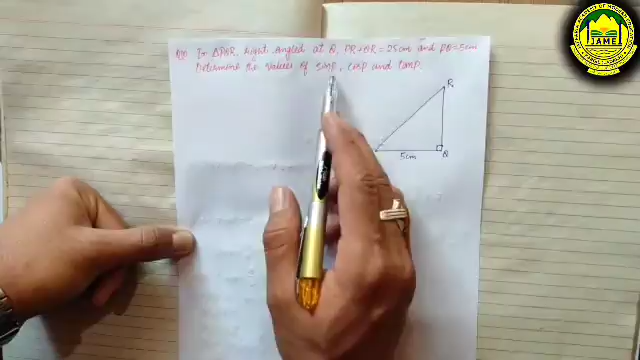 Q10) In ΔPQR, Right Angled at Q, PR+QR = 25cm and PQ=5cm
Determine the values of sinP, cosP and tanP.
R
5cm
Q
JAME